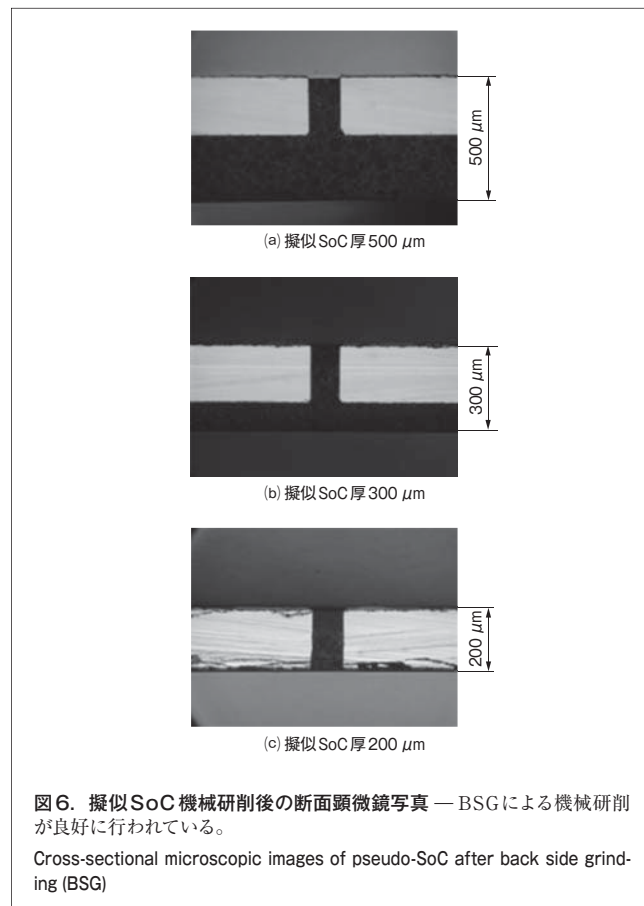 500 μm
(a) 擬似SoC厚500 μm
300 μm
(b) 擬似SoC厚300 μm
200 μm
(c) 擬似SoC厚200 μm
図6. 擬似SoC機械研削後の断面顕微鏡写真 — BSGによる機械研削
が良好に行われている。
Cross-sectional microscopic images of pseudo-SoC after back side grind-
ing (BSG)